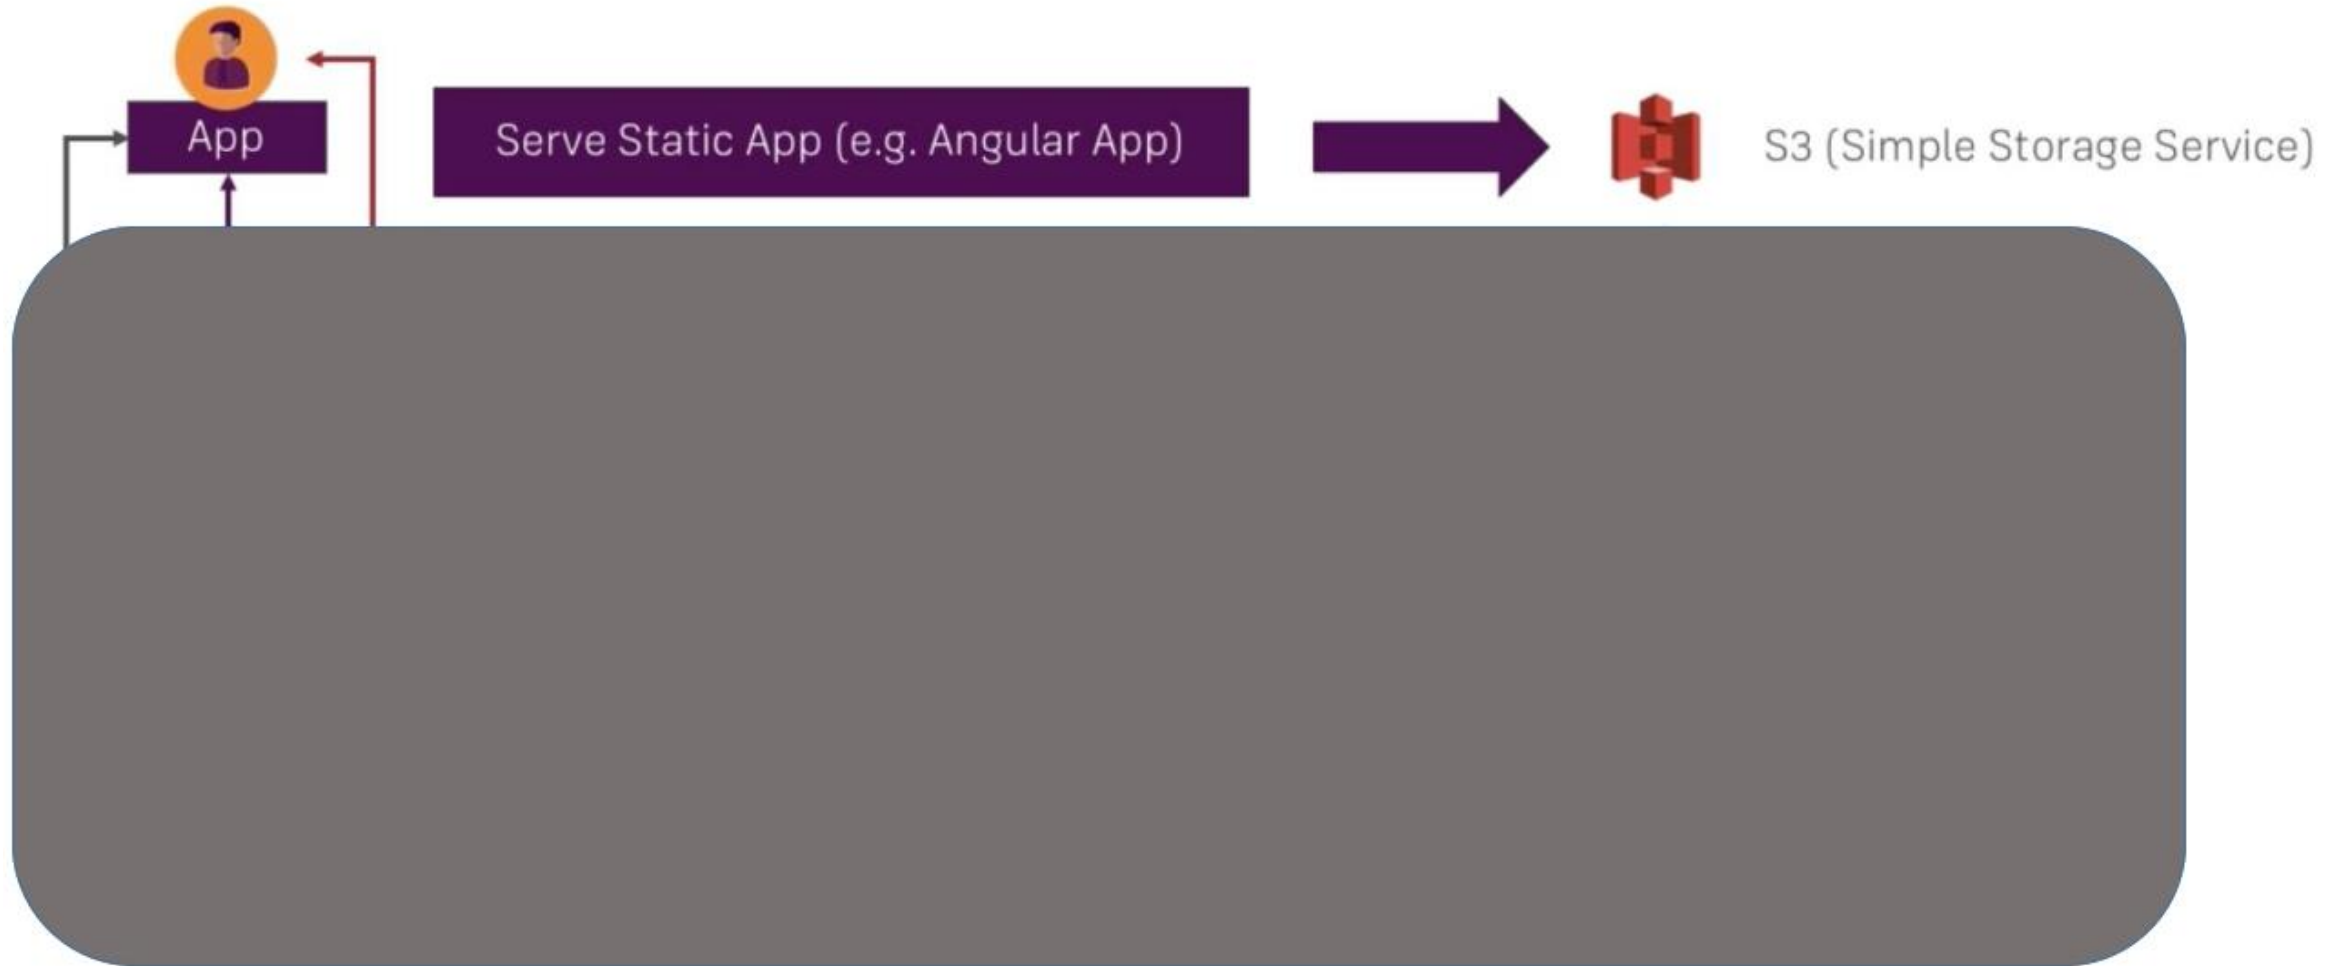 App
Serve Static App (e.g. Angular App)
S3 (Simple Storage Service)